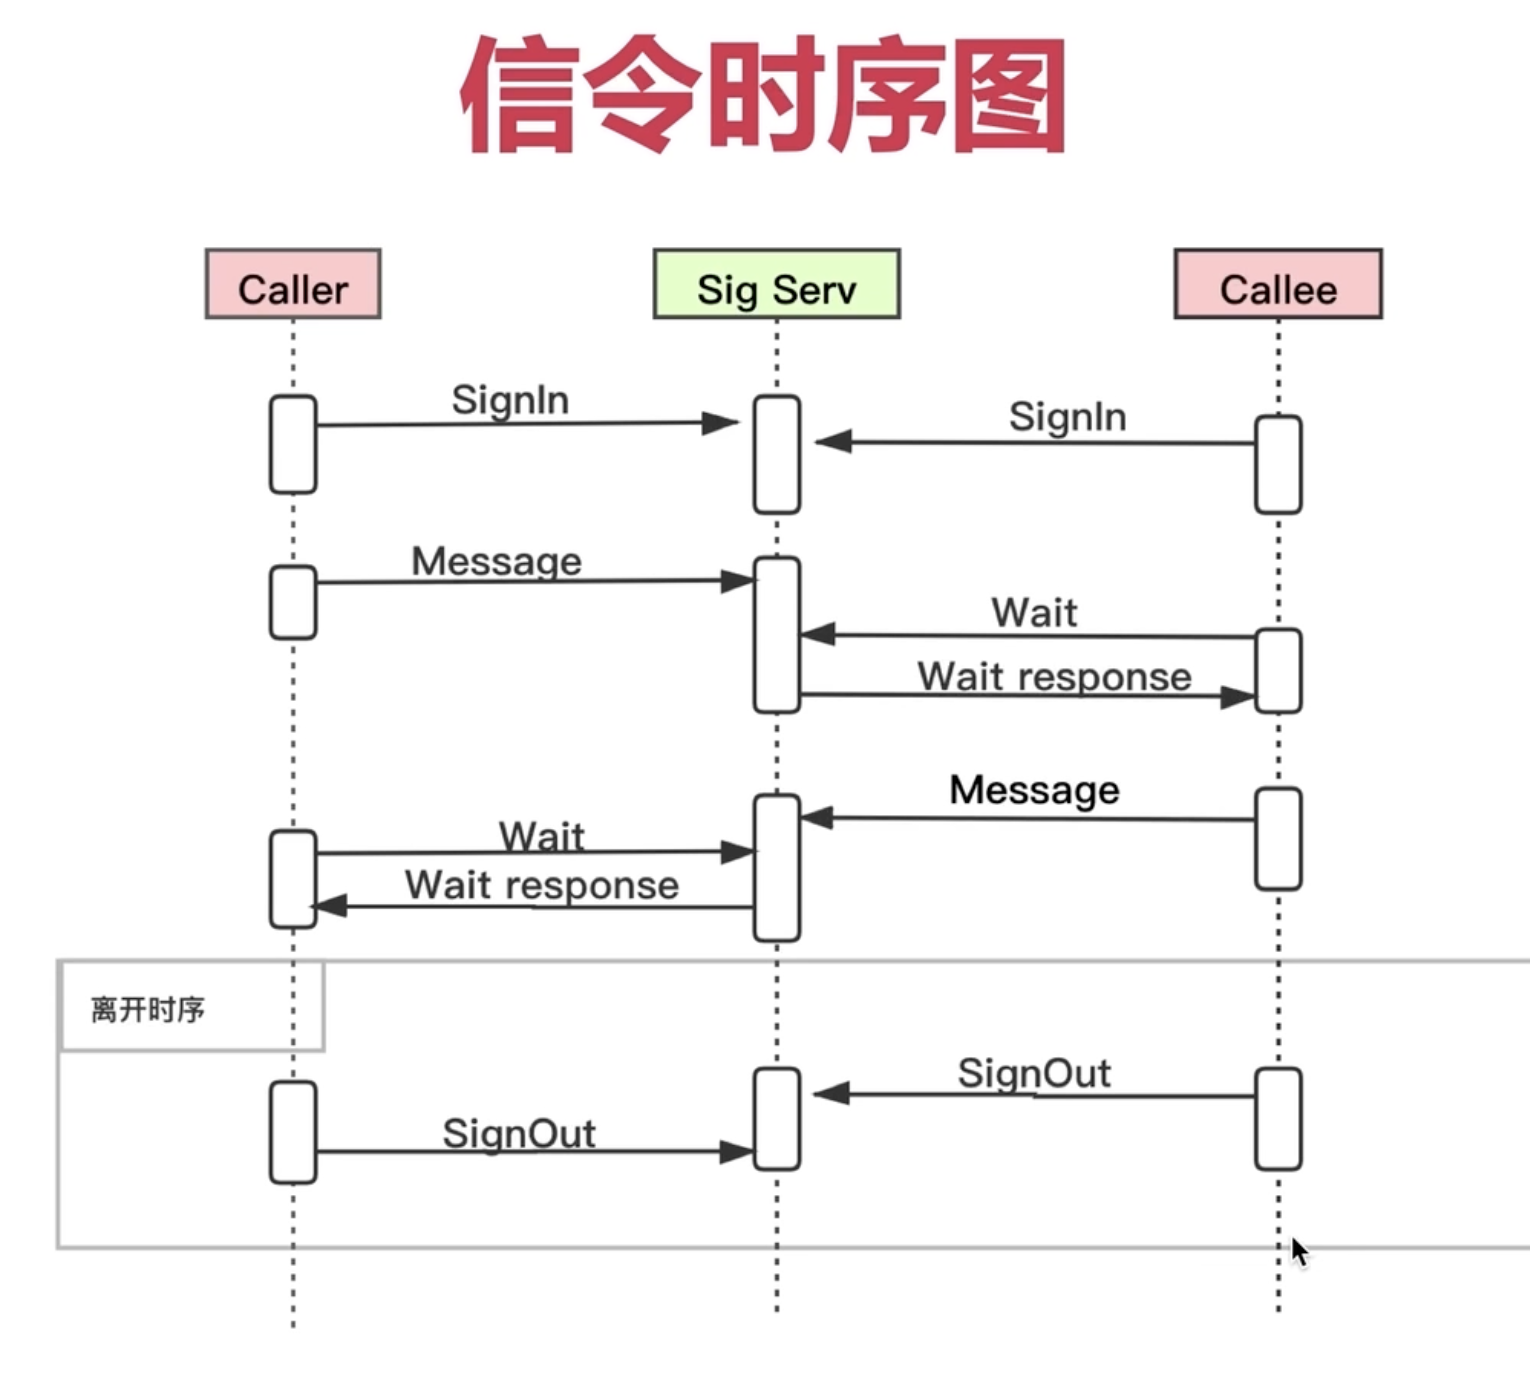 信令时序图
Caller
Sig Serv
Callee
SignIn
SignIn
Message
Wait
Wait response
Message
Wait
Wait response
离开时序
SignOut
SignOut